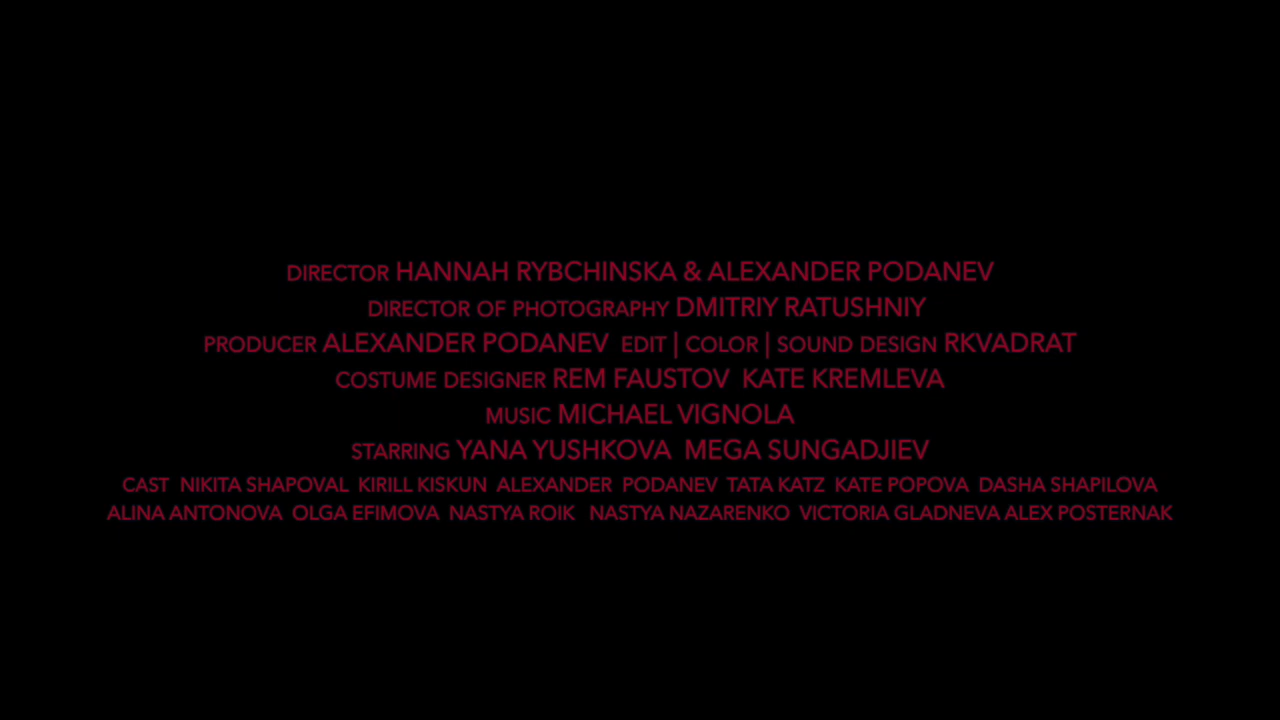 DIRECTOR HANNAH RYBCHINSKA & ALEXANDER PODANEV
DIRECTOR OF PHOTOGRAPHY DMITRIY RATUSHNIY
PRODUCER ALEXANDER PODANEV EDIT | COLOR | SOUND DESIGN RKVADRAT
COSTUME DESIGNER REM FAUSTOV KATE KREMLEVA
MUSIC MICHAEL VIGNOLA
STARRING YANA YUSHKOVA MEGA SUNGADJIEV
CAST NIKITA SHAPOVAL KIRILL KISKUN ALEXANDER PODANEV TATA KATZ KATE POPOVA DASHA SHAPILOVA
ALINA ANTONOVA OLGA EFIMOVA NASTYA ROIK NASTYA NAZARENKO VICTORIA GLADNEVA ALEX POSTERNAK